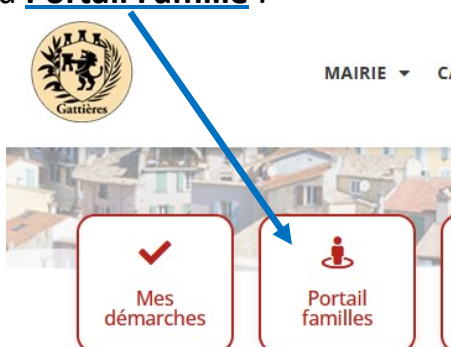 Portail Famille :
Gattières
MAIRIE
Mes
démarches
Portail
familles